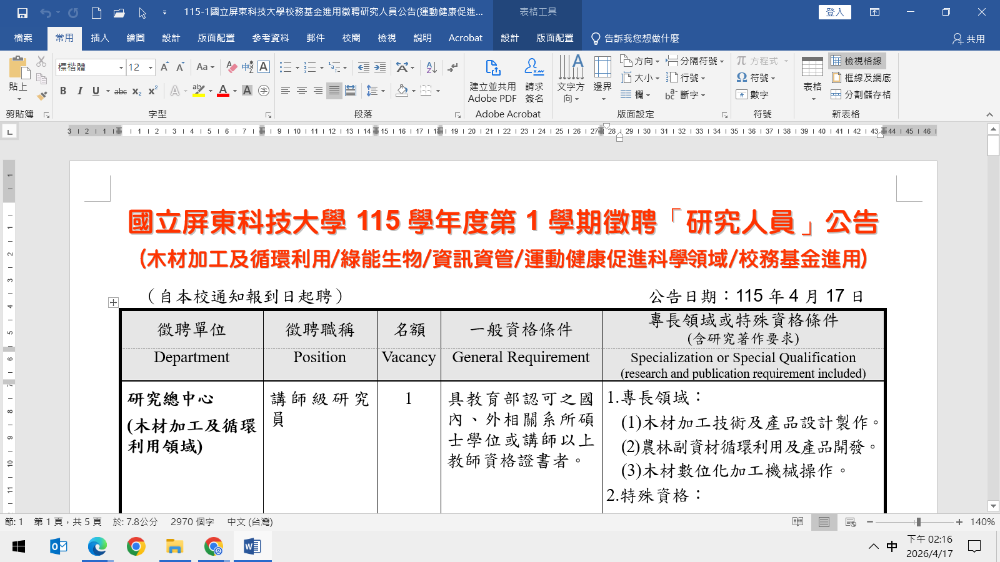 115-1國立屏東科技大學校務基金進用徵聘研究人員公告(運動健康促進...
表格工具
登入
檔案 常用 插入 繪圖 設計 版面配置 參考資料 郵件 校閱 檢視 說明 Acrobat 設計 版面配置 告訴我您想做什麼 共用
標楷體 12 Aa
方向 分隔符號 方程式 檢視格線
貼上 建立並共用 Adobe PDF 請求簽名 文字方向 邊界 大小 行號 符號 表格 框線及網底
B I U abc X₂ X² A A A 欄 斷字 數字 分割儲存格
剪貼簿 字型 段落 Adobe Acrobat 版面設定 符號 新表格
3 2 1 1 2 3 4 5 6 7 9 10 11 12 13 14 15 16 17 18 19 20 21 22 23 24 25 26 27 28 29 30 31 32 33 34 35 36 37 38 39 40 41 42 43 44 45 46
國立屏東科技大學 115 學年度第 1 學期徵聘「研究人員」公告
(木材加工及循環利用/綠能生物/資訊資管/運動健康促進科學領域/校務基金進用)
（自本校通知報到日起聘） 公告日期：115 年 4 月 17 日
徵聘單位 徵聘職稱 名額 一般資格條件 專長領域或特殊資格條件
(含研究著作要求)
Department Position Vacancy General Requirement Specialization or Special Qualification
(research and publication requirement included)
研究總中心
(木材加工及循環
利用領域)
講師級研究
員
1
具教育部認可之國
內、外相關系所碩
士學位或講師以上
教師資格證書者。
1.專長領域：
(1)木材加工技術及產品設計製作。
(2)農林副資材循環利用及產品開發。
(3)木材數位化加工機械操作。
2.特殊資格：
節: 1 第 1 頁，共 5 頁 於: 7.8公分 2970 個字 中文 (台灣) 140%
中 下午 02:16
2026/4/17